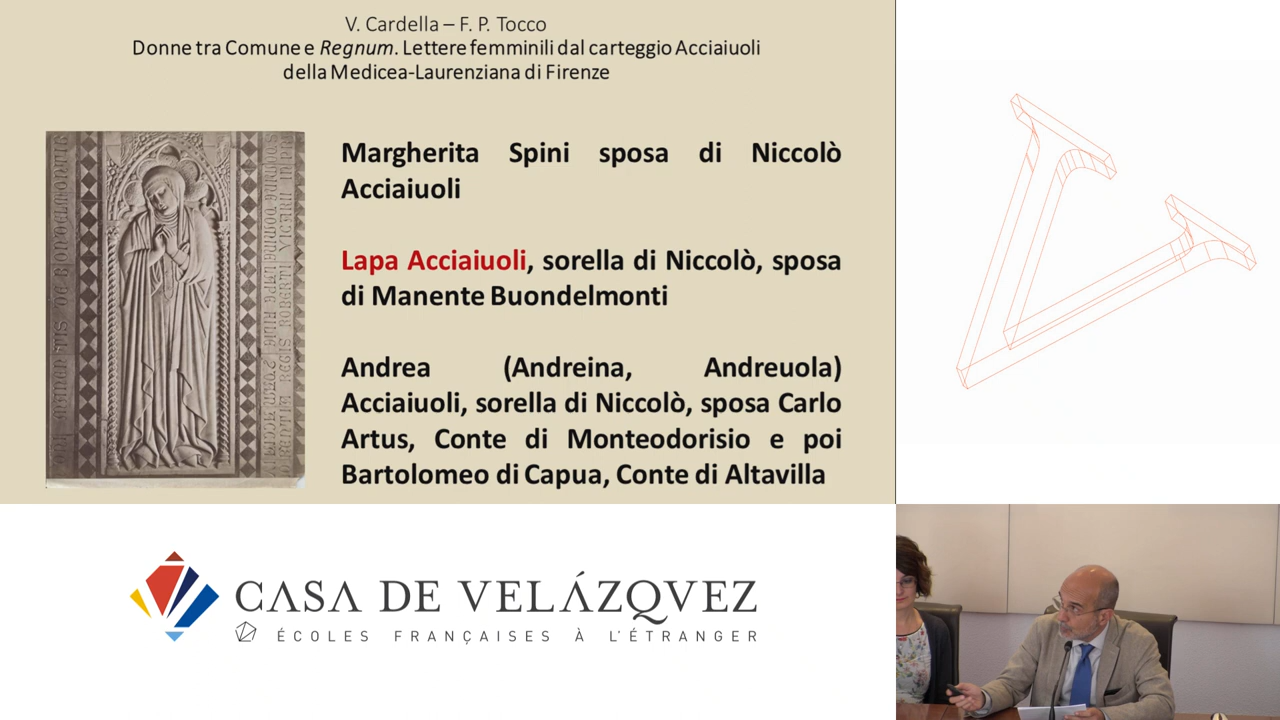 V. Cardella – F. P. Tocco
Donne tra Comune e Regnum. Lettere femminili dal carteggio Acciaiuoli
della Medicea-Laurenziana di Firenze
Margherita Spini sposa di Niccolò
Acciaiuoli
Lapa Acciaiuoli, sorella di Niccolò, sposa
di Manente Buondelmonti
Andrea (Andreina, Andreuola)
Acciaiuoli, sorella di Niccolò, sposa Carlo
Artus, Conte di Monteodorisio e poi
Bartolomeo di Capua, Conte di Altavilla
CASA DE VELÁZQVEZ
ÉCOLES FRANÇAISES À L'ÉTRANGER